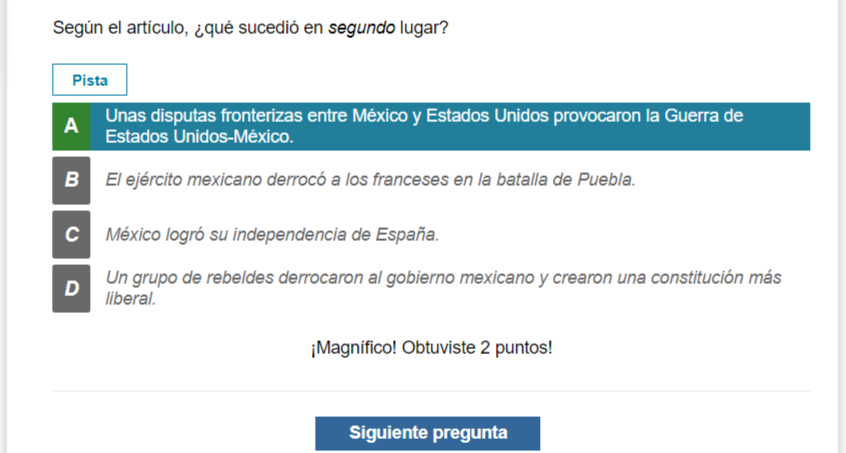 Según el artículo, ¿qué sucedió en segundo lugar?
Pista
A
Unas disputas fronterizas entre México y Estados Unidos provocaron la Guerra de
Estados Unidos-México.
B
El ejército mexicano derrocó a los franceses en la batalla de Puebla.
C
México logró su independencia de España.
D
Un grupo de rebeldes derrocaron al gobierno mexicano y crearon una constitución más
liberal.
¡Magnífico! Obtuviste 2 puntos!
Siguiente pregunta